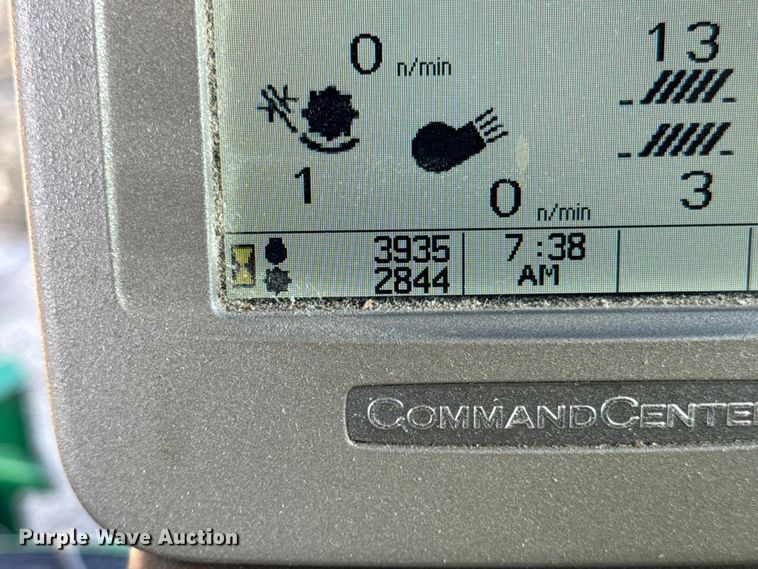 0 n/min
13
1
0 n/min
3
3935
2844
7:38
AM
COMMANDCENTE
Purple Wave Auction